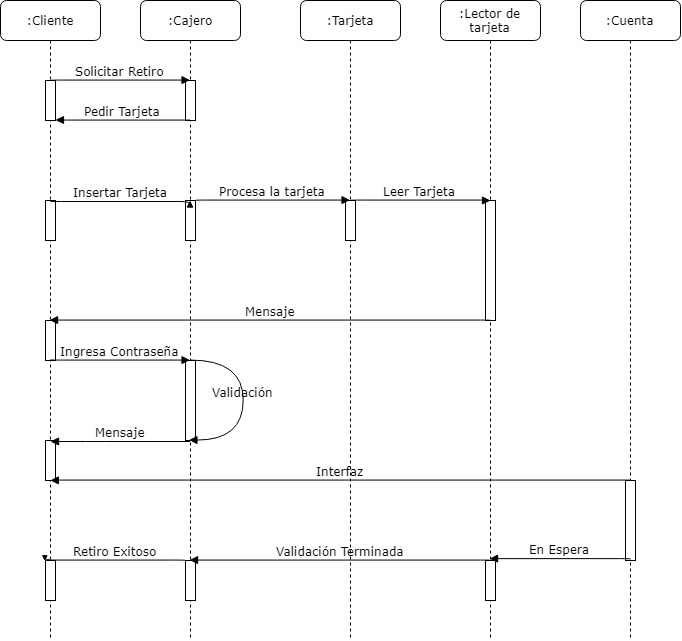 :Cliente
:Cajero
:Tarjeta
:Lector de
tarjeta
:Cuenta
Solicitar Retiro
Pedir Tarjeta
Insertar Tarjeta
Procesa la tarjeta
Leer Tarjeta
Mensaje
Ingresa Contraseña
Validación
Mensaje
Interfaz
En Espera
Retiro Exitoso
Validación Terminada